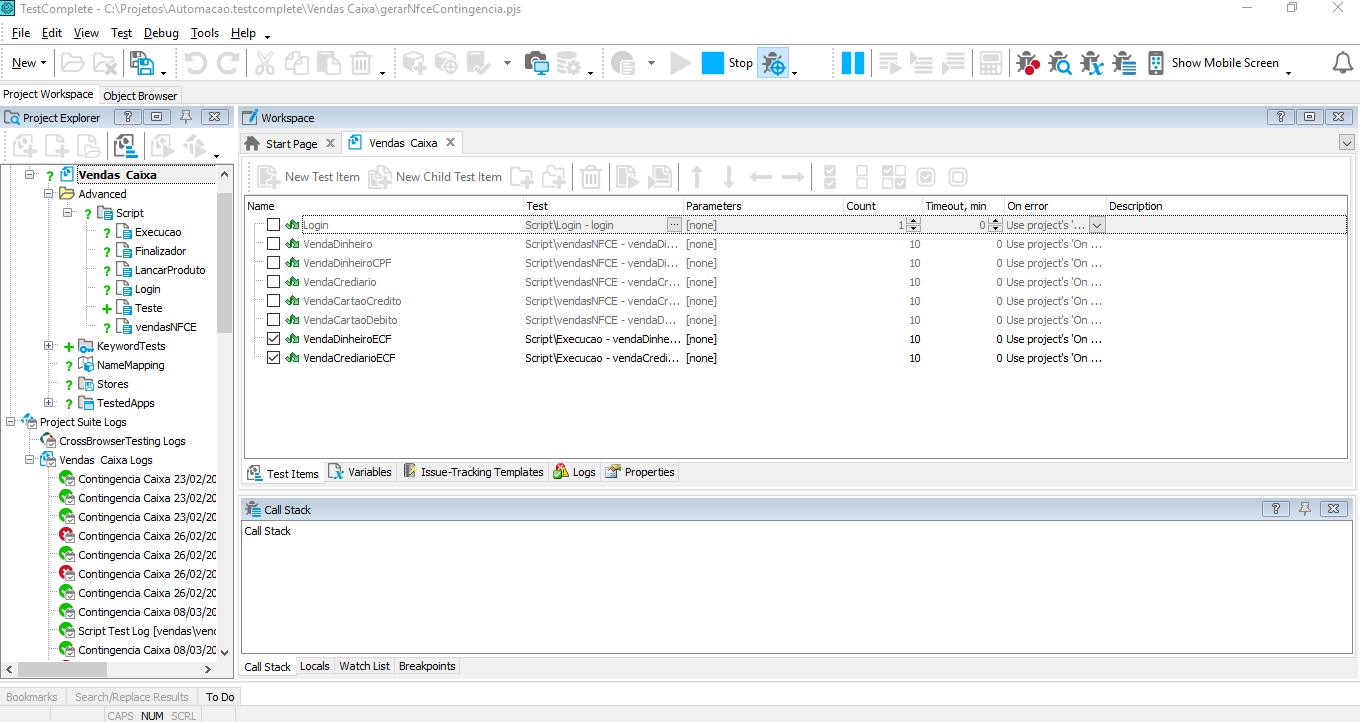 TestComplete - C:\Projetos\Automacao.testcomplete\Vendas Caixa\gerarNfceContingencia.pjs
File Edit View Test Debug Tools Help
New Stop Show Mobile Screen
Project Workspace Object Browser
Project Explorer
Workspace
Start Page Vendas Caixa
New Test Item New Child Test Item
Vendas Caixa
Advanced
Script
Execucao
Finalizador
LancarProduto
Login
Teste
vendasNFCE
KeywordTests
NameMapping
Stores
TestedApps
Project Suite Logs
CrossBrowserTesting Logs
Vendas Caixa Logs
Contingencia Caixa 23/02/20
Contingencia Caixa 23/02/20
Contingencia Caixa 23/02/20
Contingencia Caixa 26/02/20
Contingencia Caixa 26/02/20
Contingencia Caixa 26/02/20
Contingencia Caixa 26/02/20
Contingencia Caixa 08/03/20
Script Test Log [vendas\venc
Contingencia Caixa 08/03/20
Name Test Parameters Count Timeout, min On error Description
Login Script\Login - login ... [none] 1 0 Use project's '...
VendaDinheiro Script\vendasNFCE - vendaDi... [none] 10 0 Use project's 'On ...
VendaDinheiroCPF Script\vendasNFCE - vendaDi... [none] 10 0 Use project's 'On ...
VendaCrediario Script\vendasNFCE - vendaCr... [none] 10 0 Use project's 'On ...
VendaCartaoCredito Script\vendasNFCE - vendaCr... [none] 10 0 Use project's 'On ...
VendaCartaoDebito Script\vendasNFCE - vendaD... [none] 10 0 Use project's 'On ...
VendaDinheiroECF Script\Execucao - vendaDinhe... [none] 10 0 Use project's 'On ...
VendaCrediarioECF Script\Execucao - vendaCredi... [none] 10 0 Use project's 'On ...
Test Items Variables Issue-Tracking Templates Logs Properties
Call Stack
Call Stack
Call Stack Locals Watch List Breakpoints
Bookmarks Search/Replace Results To Do
CAPS NUM SCRL